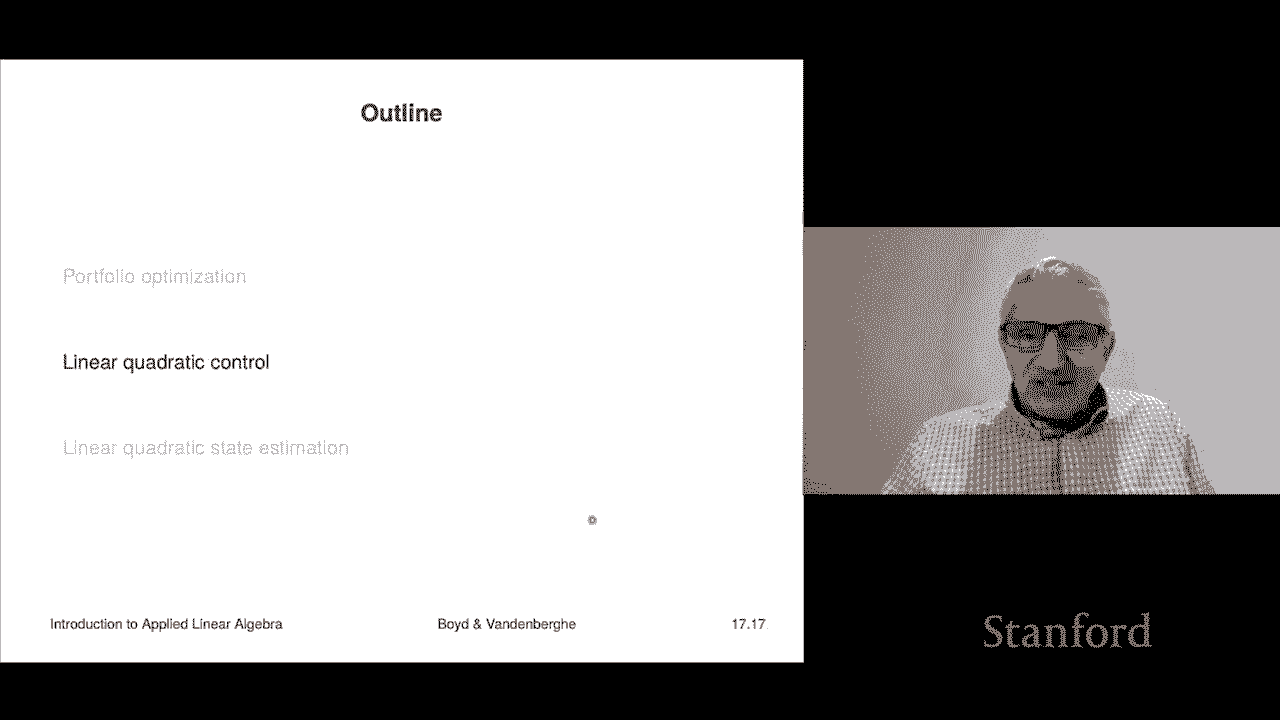 Outline
Portfolio optimization
Linear quadratic control
Linear quadratic state estimation
Introduction to Applied Linear Algebra Boyd & Vandenberghe 17.17
Stanford